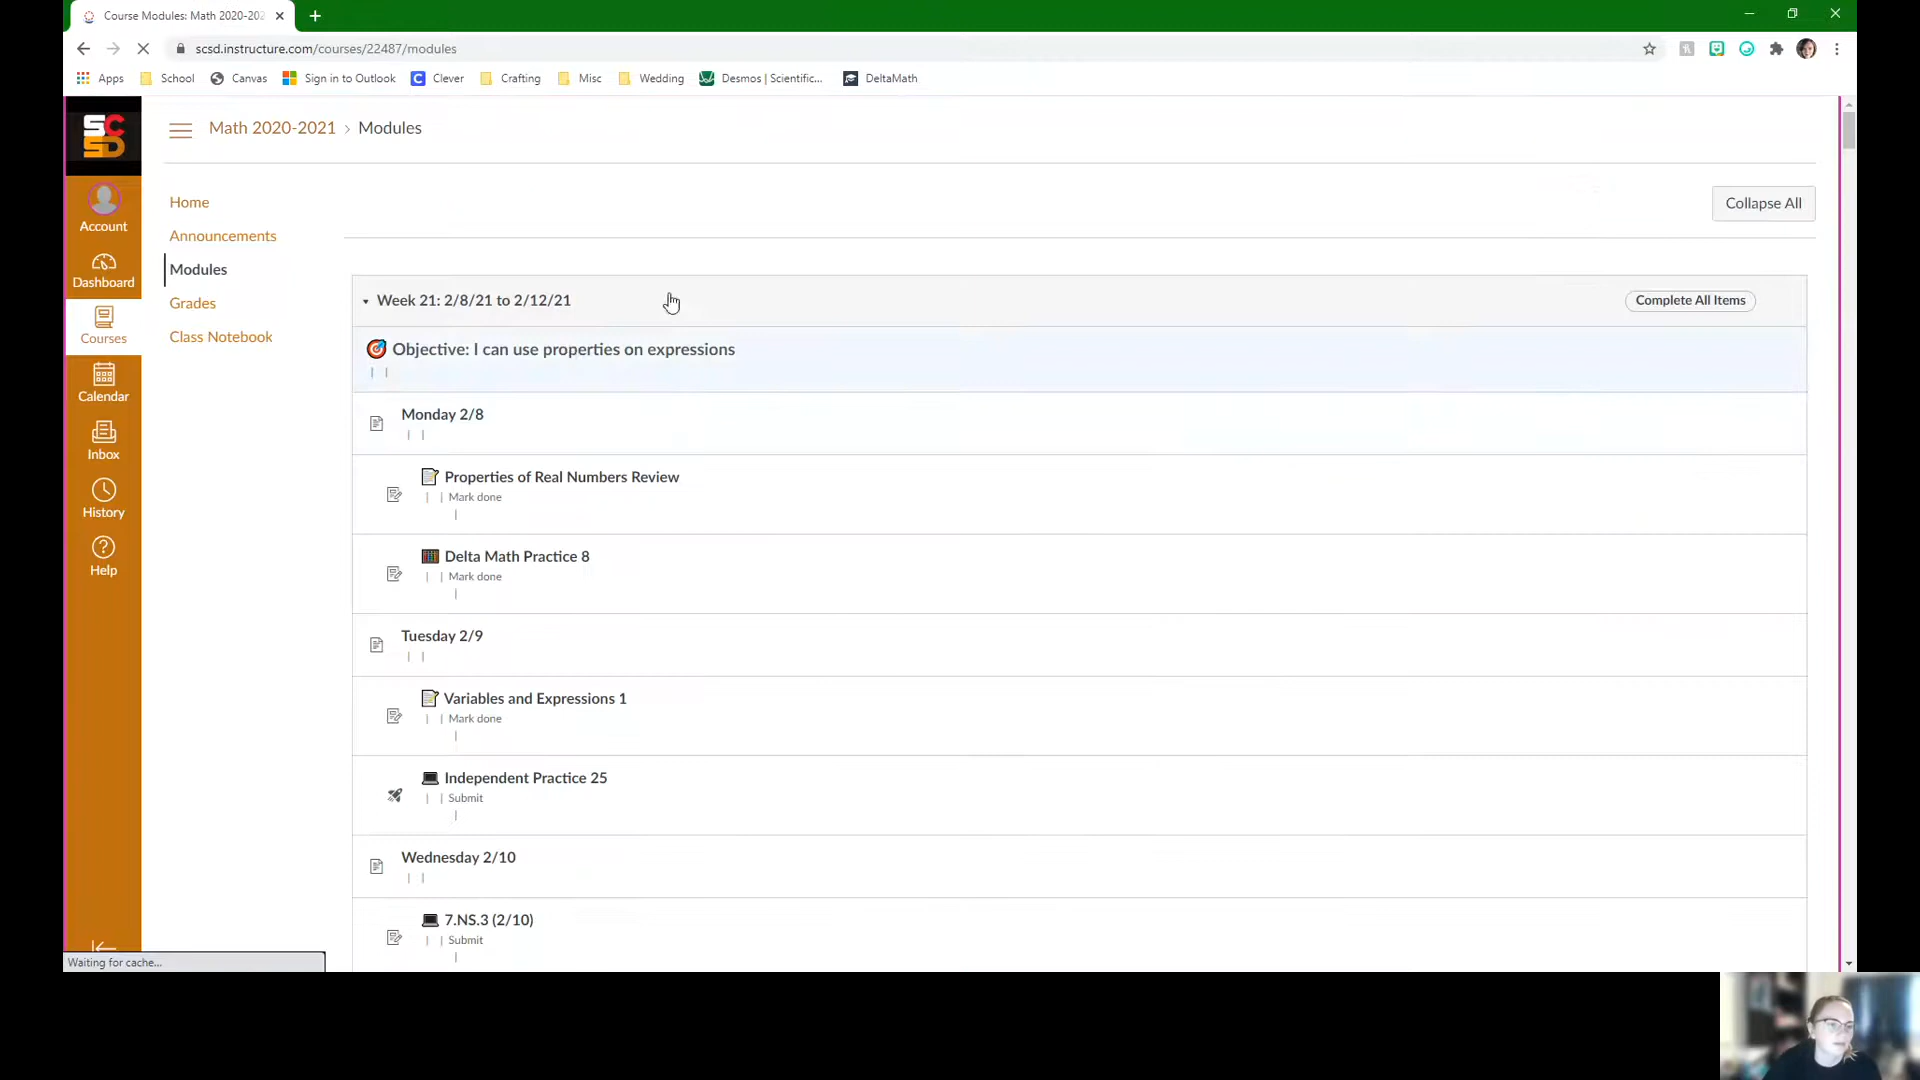 Course Modules: Math 2020-202
scsd.instructure.com/courses/22487/modules
Apps
School
Canvas
Sign in to Outlook
Clever
Crafting
Misc
Wedding
Desmos | Scientific...
DeltaMath
SC
SD
Math 2020-2021 › Modules
Account
Dashboard
Courses
Calendar
Inbox
History
Help
Home
Announcements
Modules
Grades
Class Notebook
Collapse All
Week 21: 2/8/21 to 2/12/21
Complete All Items
Objective: I can use properties on expressions
Monday 2/8
Properties of Real Numbers Review
Mark done
Delta Math Practice 8
Mark done
Tuesday 2/9
Variables and Expressions 1
Mark done
Independent Practice 25
Submit
Wednesday 2/10
7.NS.3 (2/10)
Submit
Waiting for cache...